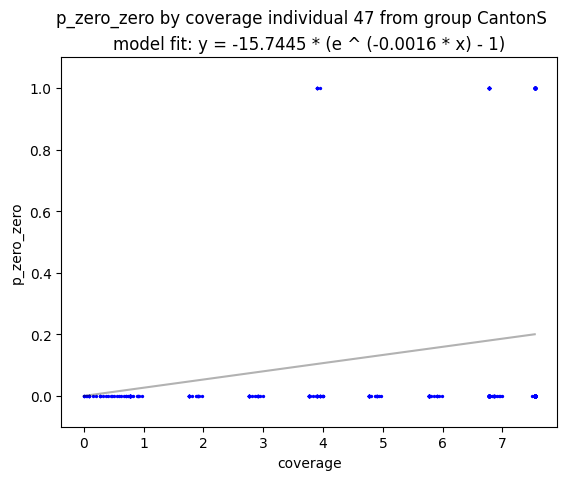 p_zero_zero by coverage individual 47 from group CantonS
model fit: y = -15.7445 * (e ^ (-0.0016 * x) - 1)
1.0
0.8
0.6
0.4
0.2
0.0
p_zero_zero
0 1 2 3 4 5 6 7
coverage